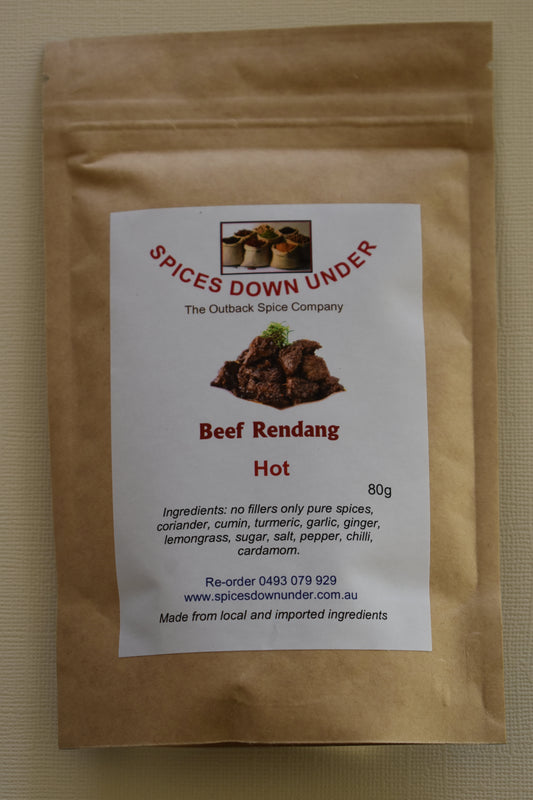 SPICES DOWN UNDER
The Outback Spice Company
Beef Rendang
Hot
80g
Ingredients: no fillers only pure spices,
coriander, cumin, turmeric, garlic, ginger,
lemongrass, sugar, salt, pepper, chilli,
cardamom.
Re-order 0493 079 929
www.spicesdownunder.com.au
Made from local and imported ingredients